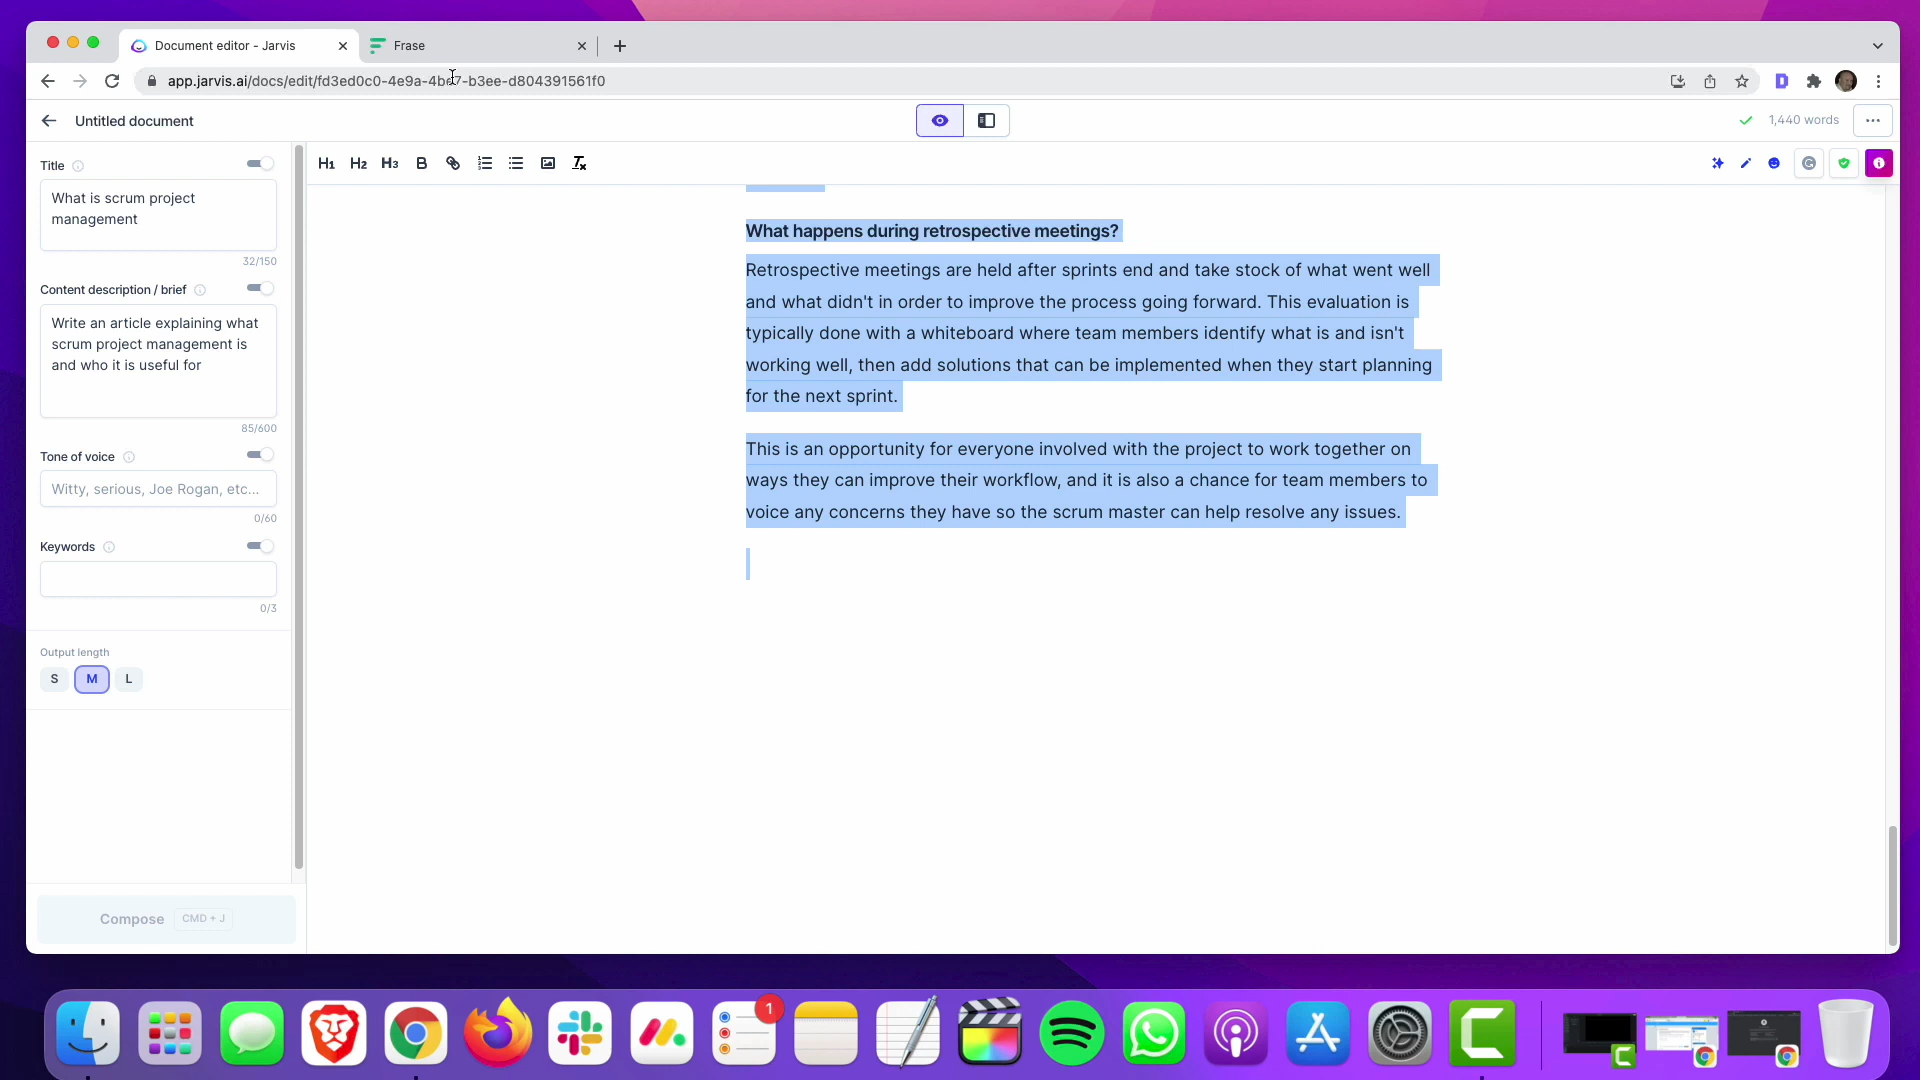 Document editor - Jarvis
Frase
app.jarvis.ai/docs/edit/fd3ed0c0-4e9a-4be7-b3ee-d804391561f0
Untitled document
1,440 words
Title
What is scrum project
management
32/150
Content description / brief
Write an article explaining what
scrum project management is
and who it is useful for
85/600
Tone of voice
Witty, serious, Joe Rogan, etc...
0/60
Keywords
0/3
Output length
S M L
Compose CMD + J
H1 H2 H3 B
What happens during retrospective meetings?
Retrospective meetings are held after sprints end and take stock of what went well
and what didn't in order to improve the process going forward. This evaluation is
typically done with a whiteboard where team members identify what is and isn't
working well, then add solutions that can be implemented when they start planning
for the next sprint.
This is an opportunity for everyone involved with the project to work together on
ways they can improve their workflow, and it is also a chance for team members to
voice any concerns they have so the scrum master can help resolve any issues.
1